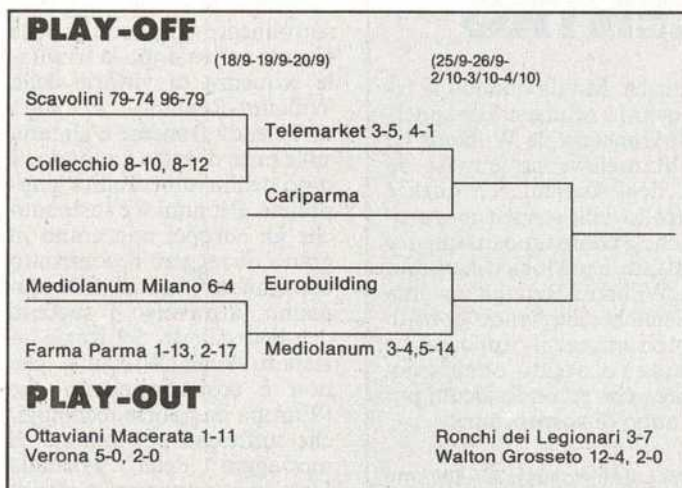 PLAY-OFF
(18/9-19/9-20/9)
(25/9-26/9-
2/10-3/10-4/10)
Scavolini 79-74 96-79
Telemarket 3-5, 4-1
Collecchio 8-10, 8-12
Cariparma
Eurobuilding
Mediolanum Milano 6-4
Mediolanum 3-4,5-14
Farma Parma 1-13, 2-17
PLAY-OUT
Ottaviani Macerata 1-11
Verona 5-0, 2-0
Ronchi dei Legionari 3-7
Walton Grosseto 12-4, 2-0